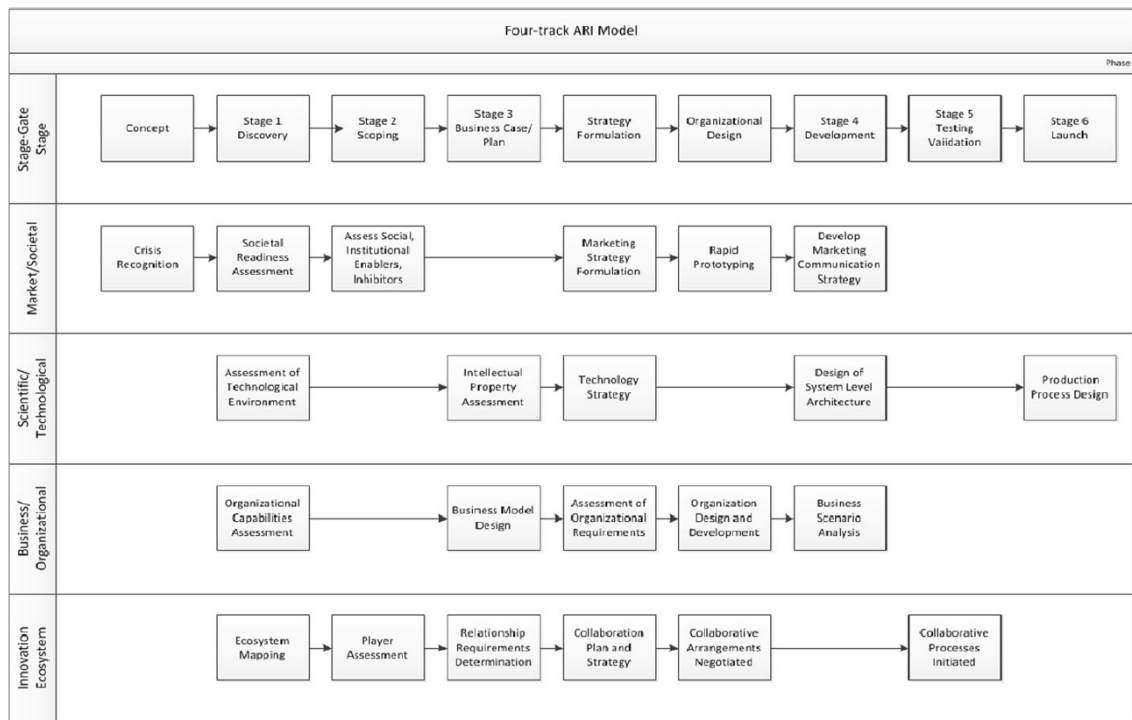 Four-track ARI Model
Phase
Stage-Gate
Stage
Concept
Stage 1
Discovery
Stage 2
Scoping
Stage 3
Business Case/
Plan
Strategy
Formulation
Organizational
Design
Stage 4
Development
Stage 5
Testing
Validation
Stage 6
Launch
Market/Societal
Crisis
Recognition
Societal
Readiness
Assessment
Assess Social,
Institutional
Enablers,
Inhibitors
Marketing
Strategy
Formulation
Rapid
Prototyping
Develop
Marketing
Communication
Strategy
Scientific/
Technological
Assessment of
Technological
Environment
Intellectual
Property
Assessment
Technology
Strategy
Design of
System Level
Architecture
Production
Process Design
Business/
Organizational
Organizational
Capabilities
Assessment
Business Model
Design
Assessment of
Organizational
Requirements
Organization
Design and
Development
Business
Scenario
Analysis
Innovation
Ecosystem
Ecosystem
Mapping
Player
Assessment
Relationship
Requirements
Determination
Collaboration
Plan and
Strategy
Collaborative
Arrangements
Negotiated
Collaborative
Processes
Initiated